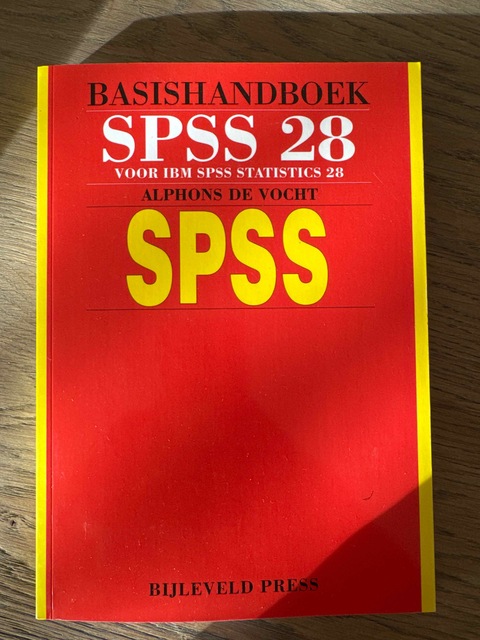 BASISHANDBOEK
SPSS 28
VOOR IBM SPSS STATISTICS 28
ALPHONS DE VOCHT
SPSS
BIJLEVELD PRESS